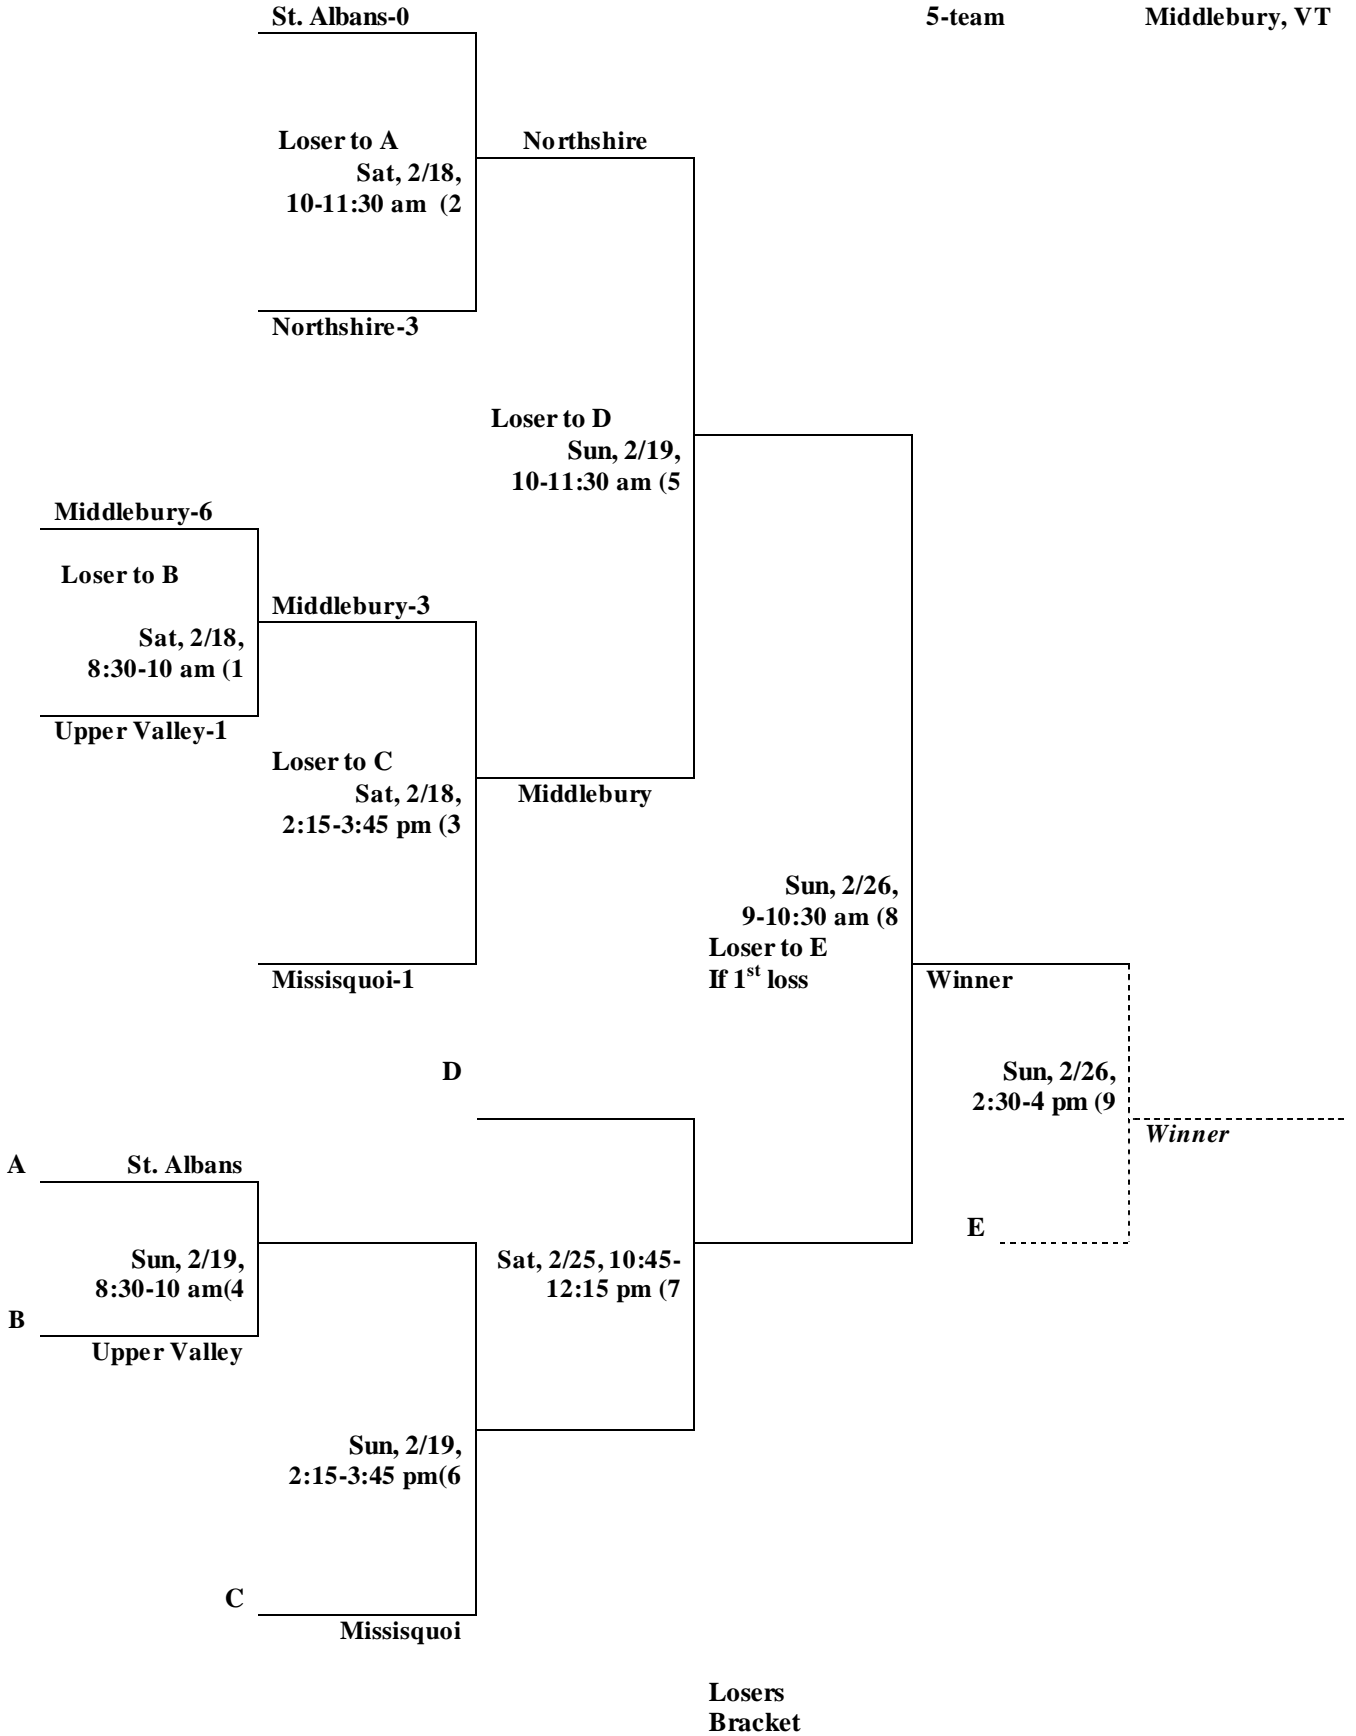 St. Albans-0
5-team
Middlebury, VT
Loser to A
Sat, 2/18,
10-11:30 am (2
Northshire
Northshire-3
Loser to D
Sun, 2/19,
10-11:30 am (5
Middlebury-6
Loser to B
Sat, 2/18,
8:30-10 am (1
Upper Valley-1
Middlebury-3
Loser to C
Sat, 2/18,
2:15-3:45 pm (3
Middlebury
Missisquoi-1
Sun, 2/26,
9-10:30 am (8
Loser to E
If 1st loss
Winner
Sun, 2/26,
2:30-4 pm (9
Winner
E
D
A
St. Albans
Sun, 2/19,
8:30-10 am(4
B
Upper Valley
Sat, 2/25, 10:45-
12:15 pm (7
Sun, 2/19,
2:15-3:45 pm(6
C
Missisquoi
Losers
Bracket